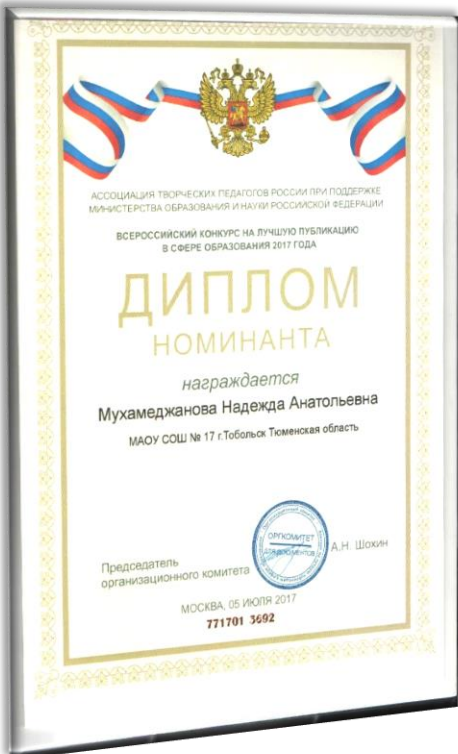 АССОЦИАЦИЯ ТВОРЧЕСКИХ ПЕДАГОГОВ РОССИИ ПРИ ПОДДЕРЖКЕ
МИНИСТЕРСТВА ОБРАЗОВАНИЯ И НАУКИ РОССИЙСКОЙ ФЕДЕРАЦИИ
ВСЕРОССИЙСКИЙ КОНКУРС НА ЛУЧШУЮ ПУБЛИКАЦИЮ
В СФЕРЕ ОБРАЗОВАНИЯ 2017 ГОДА
ДИПЛОМ
НОМИНАНТА
награждается
Мухамеджанова Надежда Анатольевна
МАОУ СОШ № 17 г.Тобольск Тюменская область
ОРГКОМИТЕТ
ДЛЯ ДОКУМЕНТОВ
Председатель
организационного комитета
А.Н. Шохин
МОСКВА, 05 ИЮЛЯ 2017
771701 3692